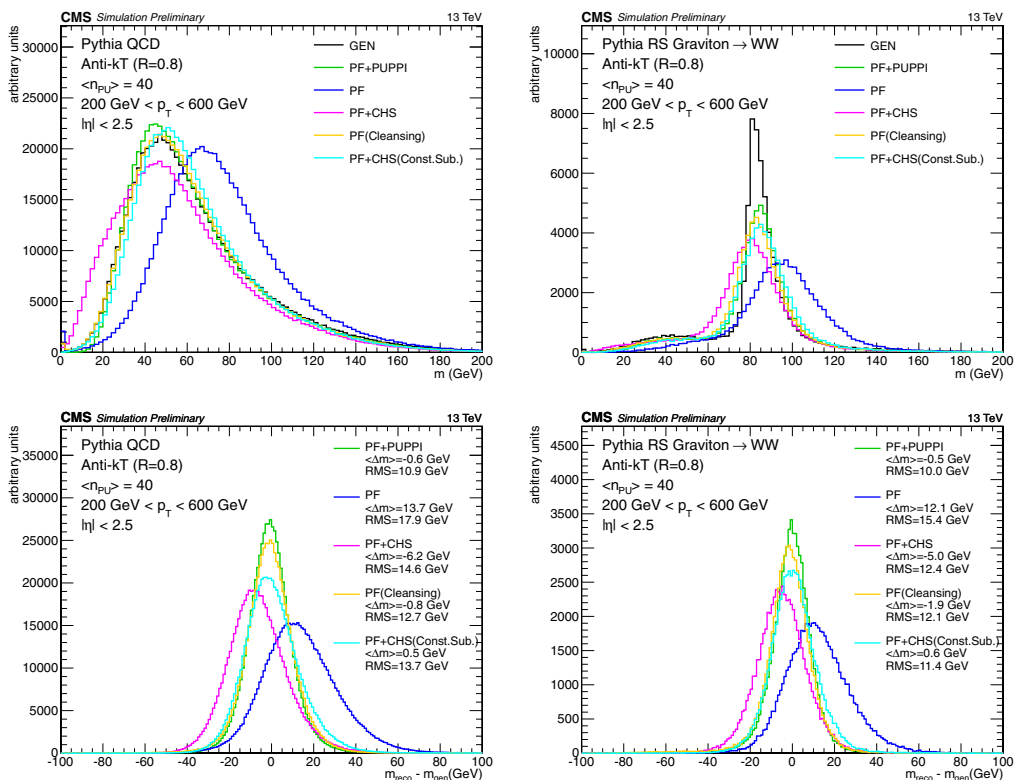 CMS Simulation Preliminary 13 TeV
arbitrary units
30000
25000
20000
15000
10000
5000
0
Pythia QCD
Anti-kT (R=0.8)
<nPU> = 40
200 GeV < pT < 600 GeV
|η| < 2.5
GEN
PF+PUPPI
PF
PF+CHS
PF(Cleansing)
PF+CHS(Const.Sub.)
0 20 40 60 80 100 120 140 160 180 200
m (GeV)
CMS Simulation Preliminary 13 TeV
arbitrary units
10000
8000
6000
4000
2000
0
Pythia RS Graviton → WW
Anti-kT (R=0.8)
<nPU> = 40
200 GeV < pT < 600 GeV
|η| < 2.5
GEN
PF+PUPPI
PF
PF+CHS
PF(Cleansing)
PF+CHS(Const.Sub.)
0 20 40 60 80 100 120 140 160 180 200
m (GeV)
CMS Simulation Preliminary 13 TeV
arbitrary units
35000
30000
25000
20000
15000
10000
5000
0
Pythia QCD
Anti-kT (R=0.8)
<nPU> = 40
200 GeV < pT < 600 GeV
|η| < 2.5
PF+PUPPI
<Δm>=-0.6 GeV
RMS=10.9 GeV
PF
<Δm>=13.7 GeV
RMS=17.9 GeV
PF+CHS
<Δm>=-6.2 GeV
RMS=14.6 GeV
PF(Cleansing)
<Δm>=-0.8 GeV
RMS=12.7 GeV
PF+CHS(Const.Sub.)
<Δm>=0.5 GeV
RMS=13.7 GeV
-100 -80 -60 -40 -20 0 20 40 60 80 100
mreco - mgen(GeV)
CMS Simulation Preliminary 13 TeV
arbitrary units
4500
4000
3500
3000
2500
2000
1500
1000
500
0
Pythia RS Graviton → WW
Anti-kT (R=0.8)
<nPU> = 40
200 GeV < pT < 600 GeV
|η| < 2.5
PF+PUPPI
<Δm>=-0.5 GeV
RMS=10.0 GeV
PF
<Δm>=12.1 GeV
RMS=15.4 GeV
PF+CHS
<Δm>=-5.0 GeV
RMS=12.4 GeV
PF(Cleansing)
<Δm>=-1.9 GeV
RMS=12.1 GeV
PF+CHS(Const.Sub.)
<Δm>=0.6 GeV
RMS=11.4 GeV
-100 -80 -60 -40 -20 0 20 40 60 80 100
mreco - mgen(GeV)